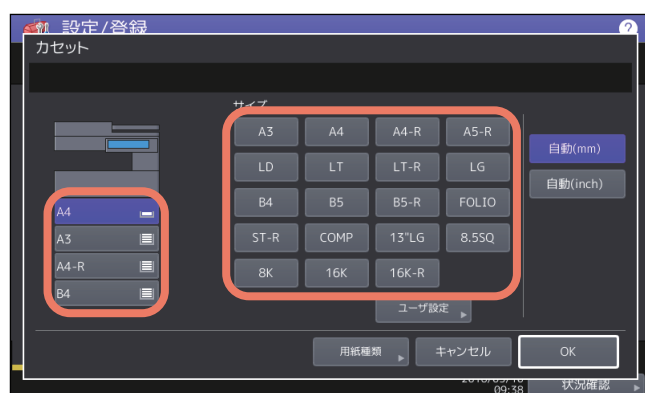 設定/登録 ?
カセット
サイズ
A3 A4 A4-R A5-R
自動(mm)
LD LT LT-R LG
自動(inch)
A4
B4 B5 B5-R FOLIO
A3
ST-R COMP 13"LG 8.5SQ
A4-R
8K 16K 16K-R
B4
ユーザ設定
用紙種類 キャンセル OK
09:38 状況確認